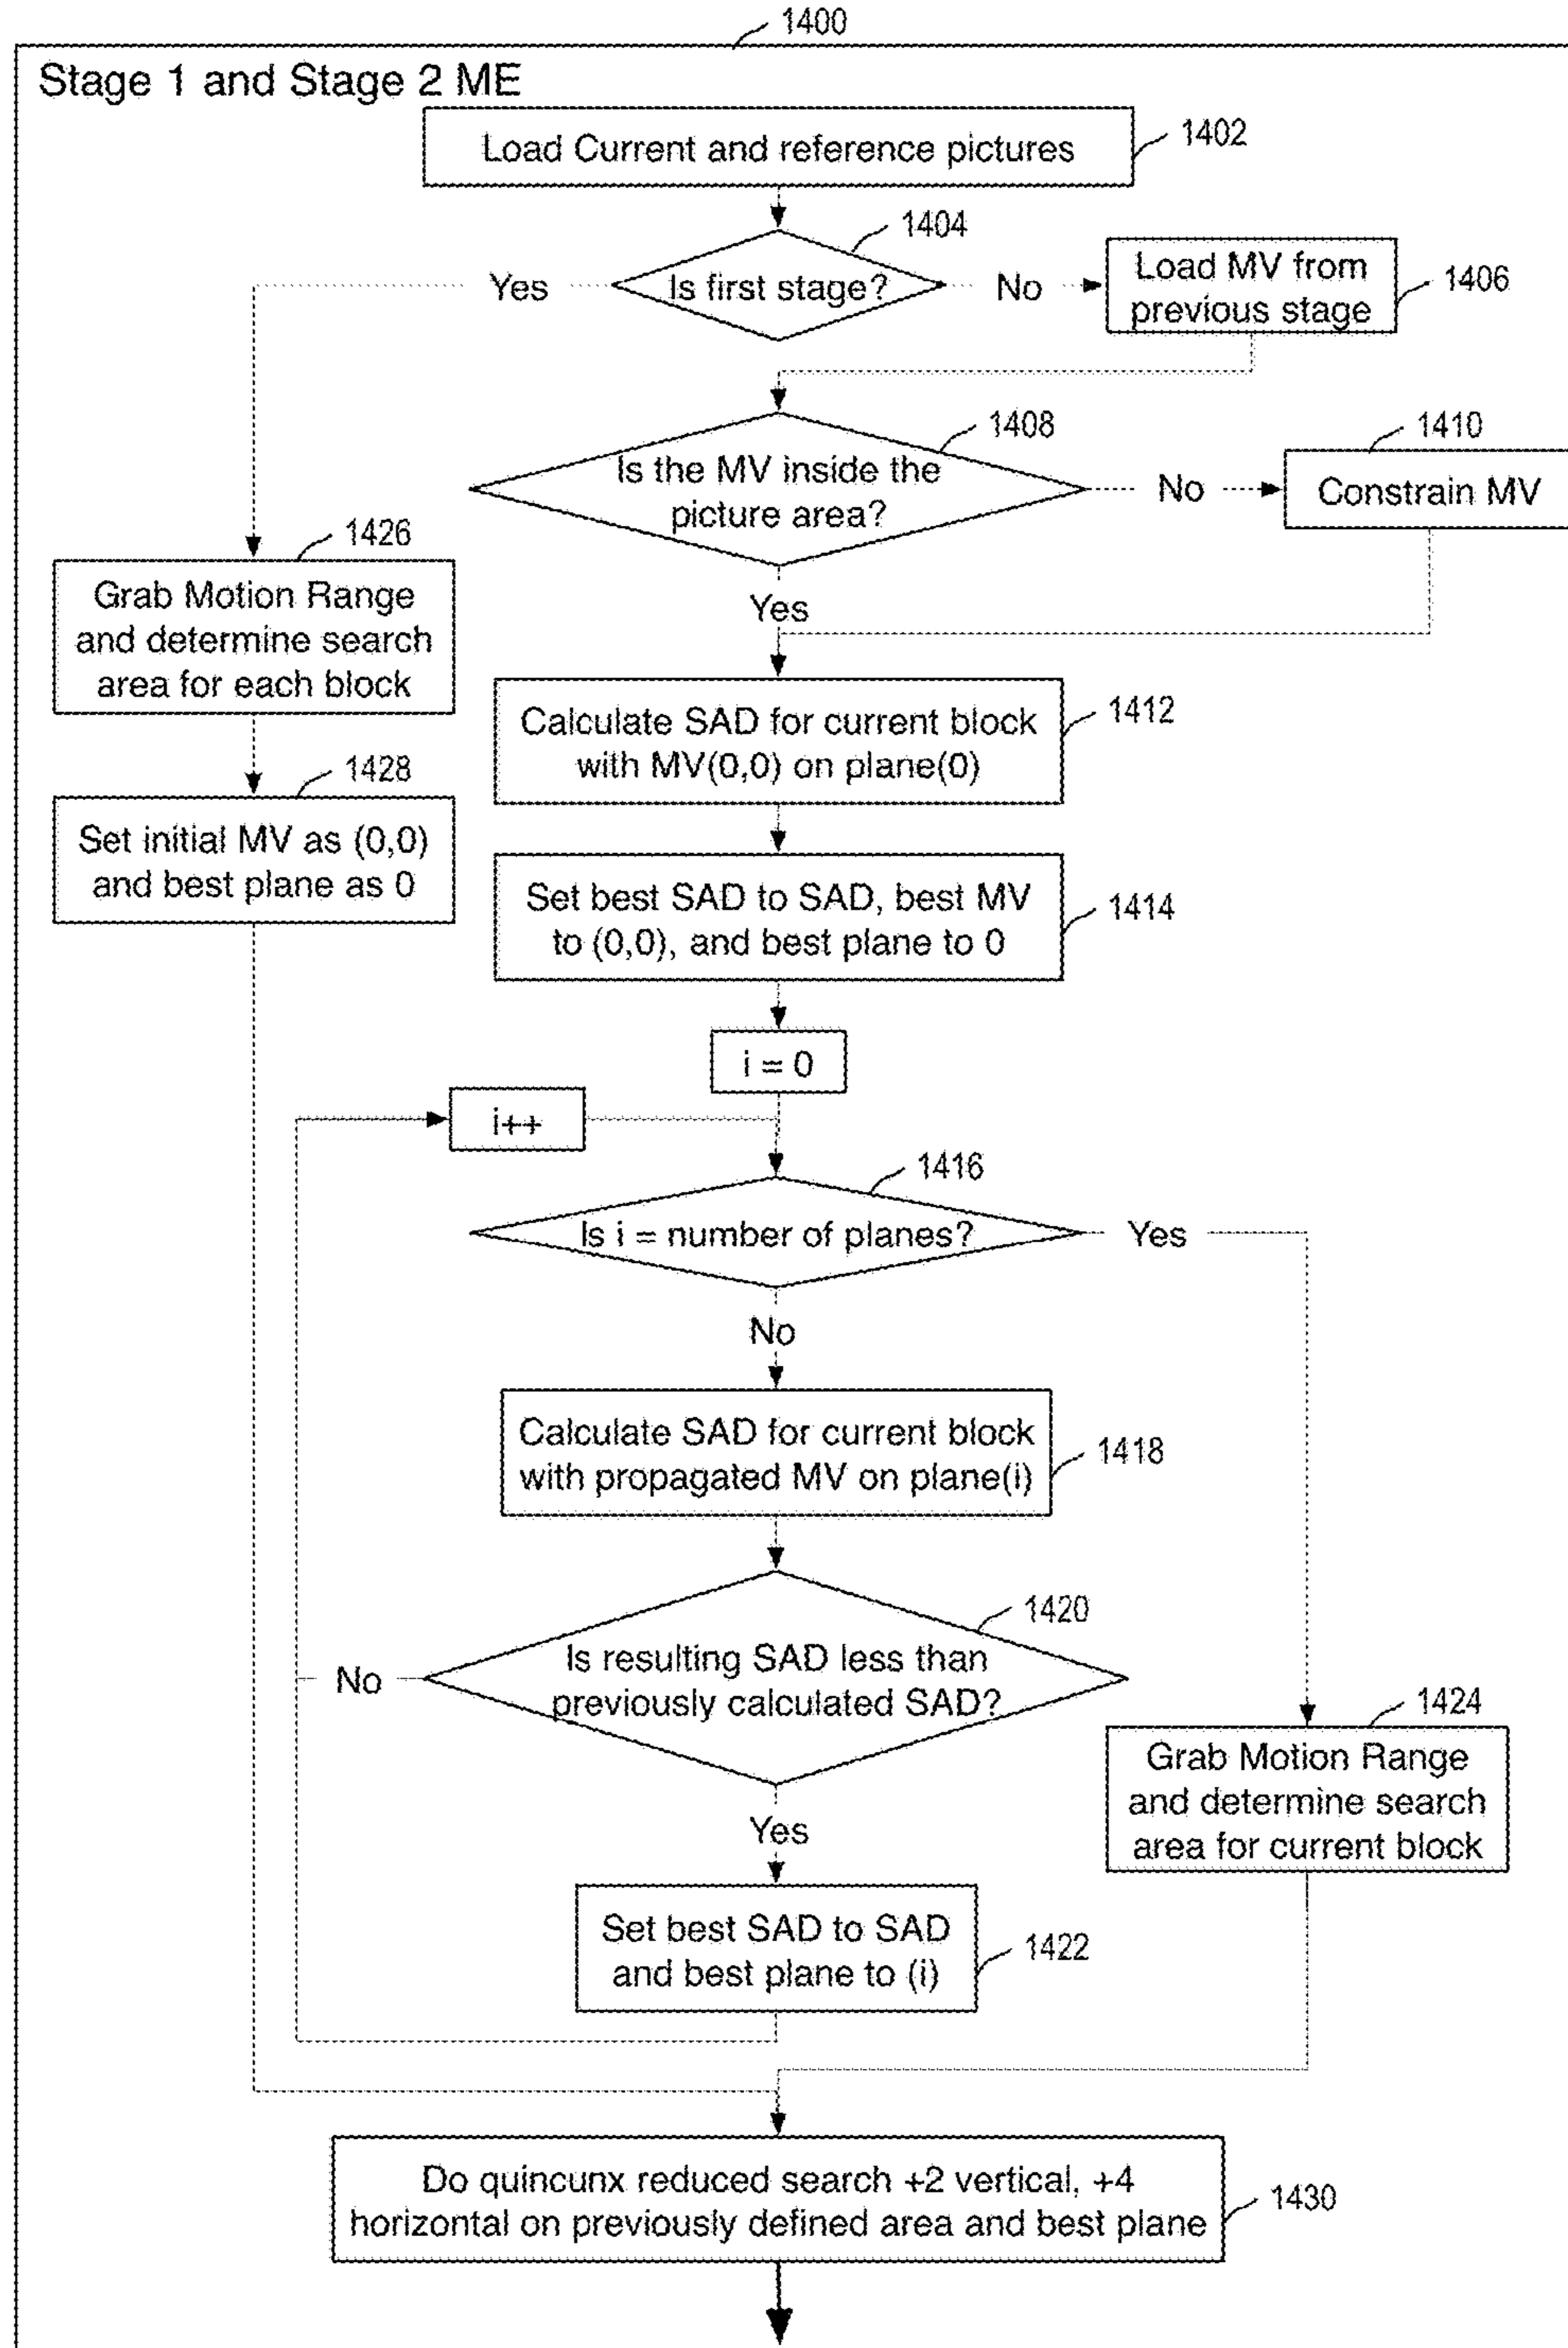 1400
Stage 1 and Stage 2 ME
Load Current and reference pictures
1402
1404
Is first stage?
Yes
No
Load MV from
previous stage
1406
1408
Is the MV inside the
picture area?
No
1410
Constrain MV
Yes
1426
Grab Motion Range
and determine search
area for each block
1412
Calculate SAD for current block
with MV(0,0) on plane(0)
1428
Set initial MV as (0,0)
and best plane as 0
Set best SAD to SAD, best MV
to (0,0), and best plane to 0
1414
i = 0
i++
1416
Is i = number of planes?
Yes
No
Calculate SAD for current block
with propagated MV on plane(i)
1418
1420
Is resulting SAD less than
previously calculated SAD?
No
1424
Grab Motion Range
and determine search
area for current block
Yes
Set best SAD to SAD
and best plane to (i)
1422
Do quincunx reduced search +2 vertical, +4
horizontal on previously defined area and best plane
1430